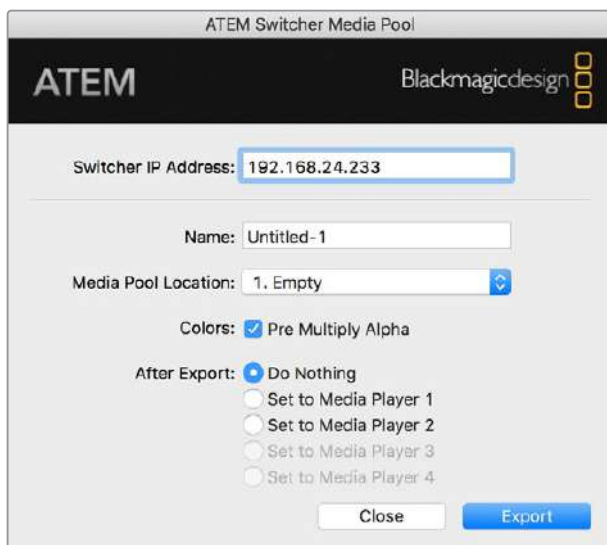 ATEM Switcher Media Pool
ATEM Blackmagicdesign
Switcher IP Address: 192.168.24.233
Name: Untitled-1
Media Pool Location: 1. Empty
Colors: Pre Multiply Alpha
After Export: Do Nothing
Set to Media Player 1
Set to Media Player 2
Set to Media Player 3
Set to Media Player 4
Close Export